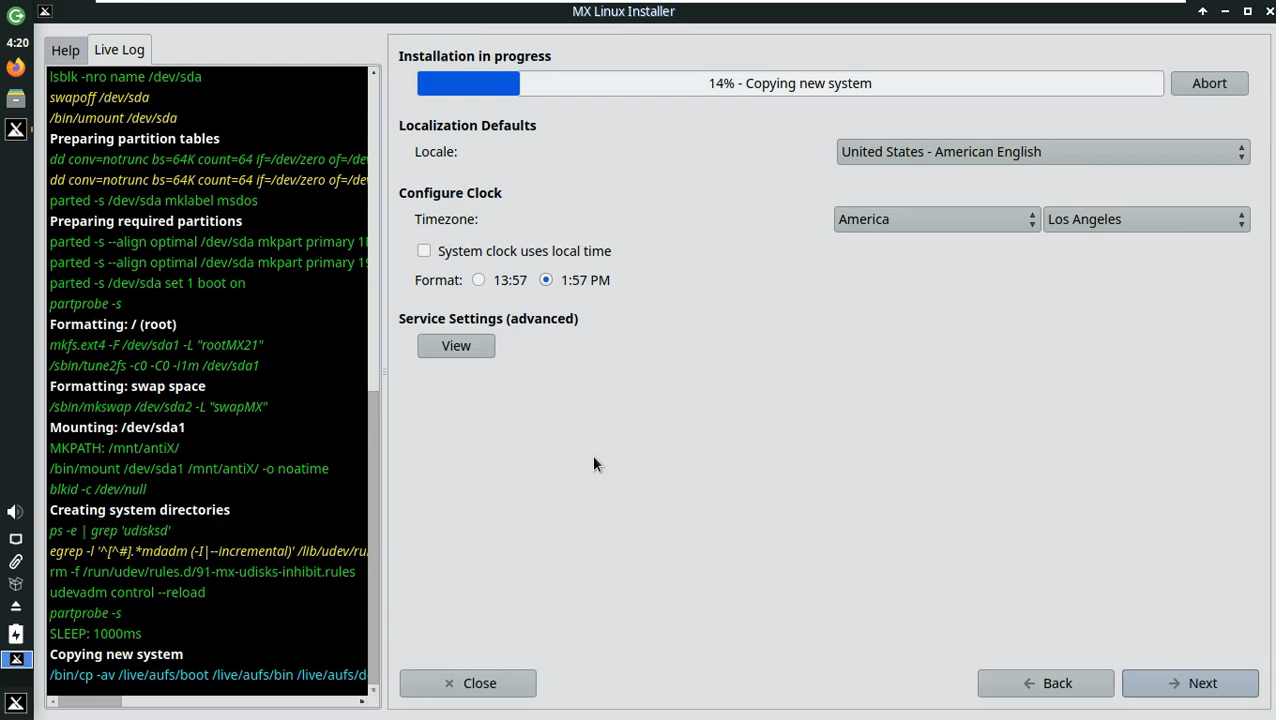 MX Linux Installer
4:20
Help
Live Log
lsblk -nro name /dev/sda
swapoff /dev/sda
/bin/umount /dev/sda
Preparing partition tables
dd conv=notrunc bs=64K count=64 if=/dev/zero of=/de
dd conv=notrunc bs=64K count=64 if=/dev/zero of=/de
parted -s /dev/sda mklabel msdos
Preparing required partitions
parted -s --align optimal /dev/sda mkpart primary
parted -s --align optimal /dev/sda mkpart primary
parted -s /dev/sda set 1 boot on
partprobe -s
Formatting: / (root)
mkfs.ext4 -F /dev/sda1 -L "rootMX21"
/sbin/tune2fs -c0 -C0 -i1m /dev/sda1
Formatting: swap space
/sbin/mkswap /dev/sda2 -L "swapMX"
Mounting: /dev/sda1
MKPATH: /mnt/antiX/
/bin/mount /dev/sda1 /mnt/antiX/ -o noatime
blkid -c /dev/null
Creating system directories
ps -e | grep 'udisksd'
egrep -l '^[^#].*mdadm (-I|--incremental)' /lib/udev/ru
rm -f /run/udev/rules.d/91-mx-udisks-inhibit.rules
udevadm control --reload
partprobe -s
SLEEP: 1000ms
Copying new system
/bin/cp -av /live/aufs/boot /live/aufs/bin /live/aufs/d
Installation in progress
14% - Copying new system
Abort
Localization Defaults
Locale:
United States - American English
Configure Clock
Timezone:
America
Los Angeles
System clock uses local time
Format:
13:57
1:57 PM
Service Settings (advanced)
View
Close
Back
Next